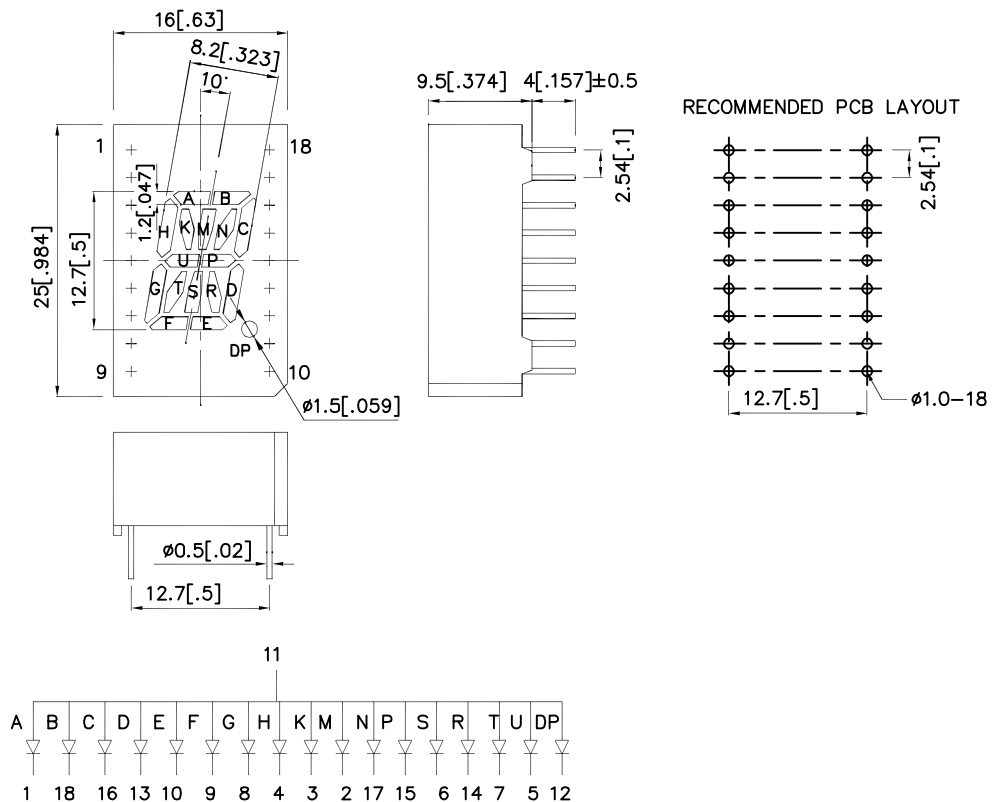 16[.63]
8.2[.323]
10°
9.5[.374] 4[.157]±0.5
RECOMMENDED PCB LAYOUT
1 18
2.54[.1]
2.54[.1]
1.2[.047]
A B
H K M N C
U P
25[.984]
12.7[.5]
G T S R D
F E
DP
9 10
ø1.5[.059]
12.7[.5]
ø1.0-18
ø0.5[.02]
12.7[.5]
11
A B C D E F G H K M N P S R T U DP
1 18 16 13 10 9 8 4 3 2 17 15 6 14 7 5 12